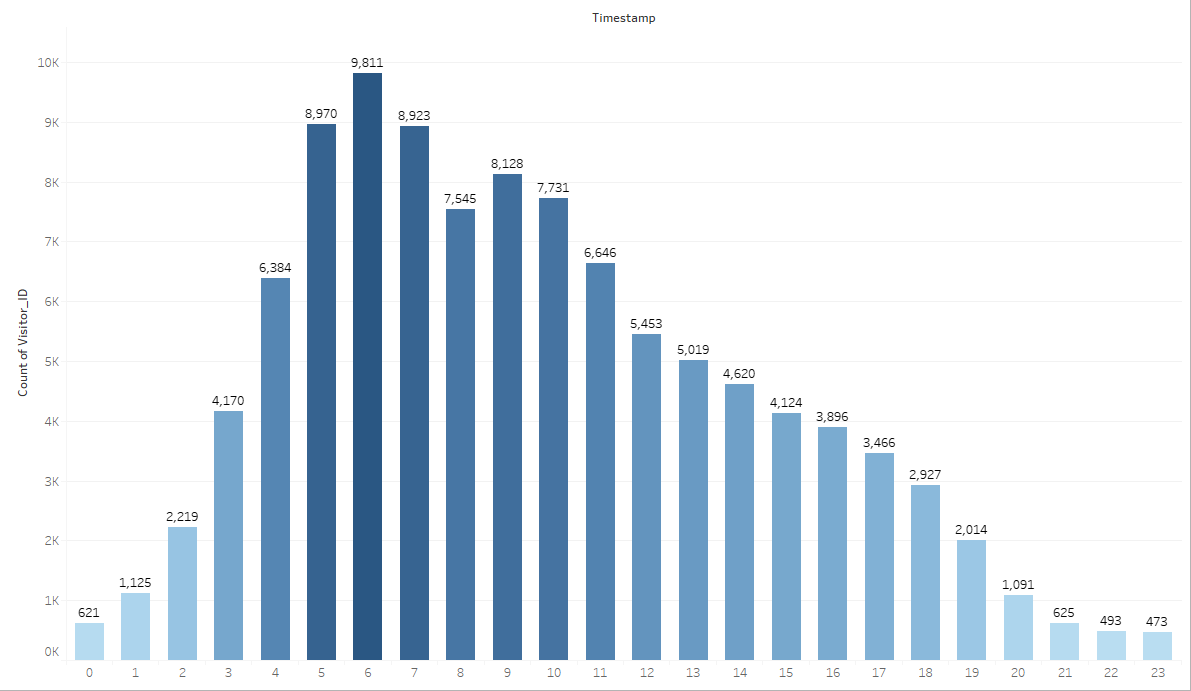 Timestamp
Count of Visitor_ID
10K
9K
8K
7K
6K
5K
4K
3K
2K
1K
0K
621
1,125
2,219
4,170
6,384
8,970
9,811
8,923
7,545
8,128
7,731
6,646
5,453
5,019
4,620
4,124
3,896
3,466
2,927
2,014
1,091
625
493
473
0 1 2 3 4 5 6 7 8 9 10 11 12 13 14 15 16 17 18 19 20 21 22 23